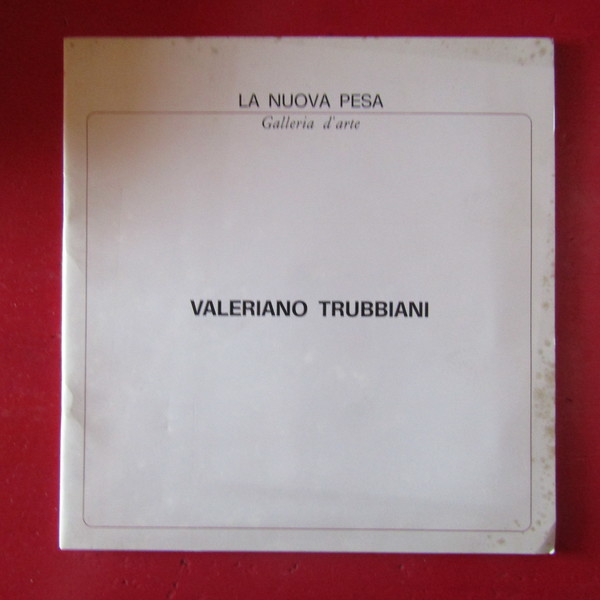 LA NUOVA PESA
Galleria d'arte
VALERIANO TRUBBIANI